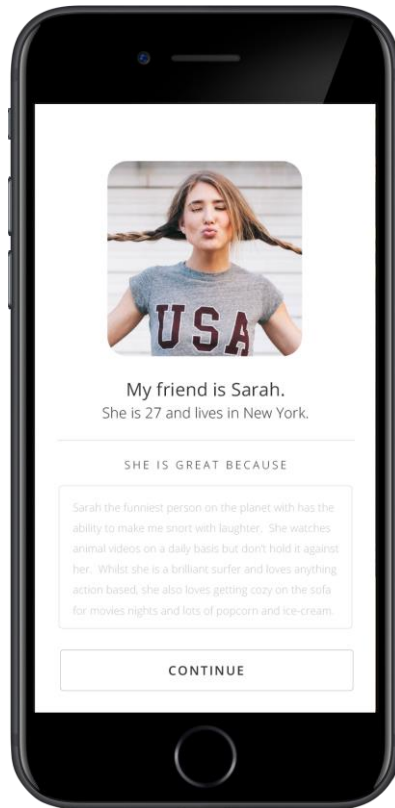 USA
My friend is Sarah.
She is 27 and lives in New York.
SHE IS GREAT BECAUSE
Sarah the funniest person on the planet with has the
ability to make me snort with laughter. She watches
animal videos on a daily basis but don't hold it against
her. Whilst she is a brilliant surfer and loves anything
action based, she also loves getting cozy on the sofa
for movies nights and lots of popcorn and ice-cream.
CONTINUE